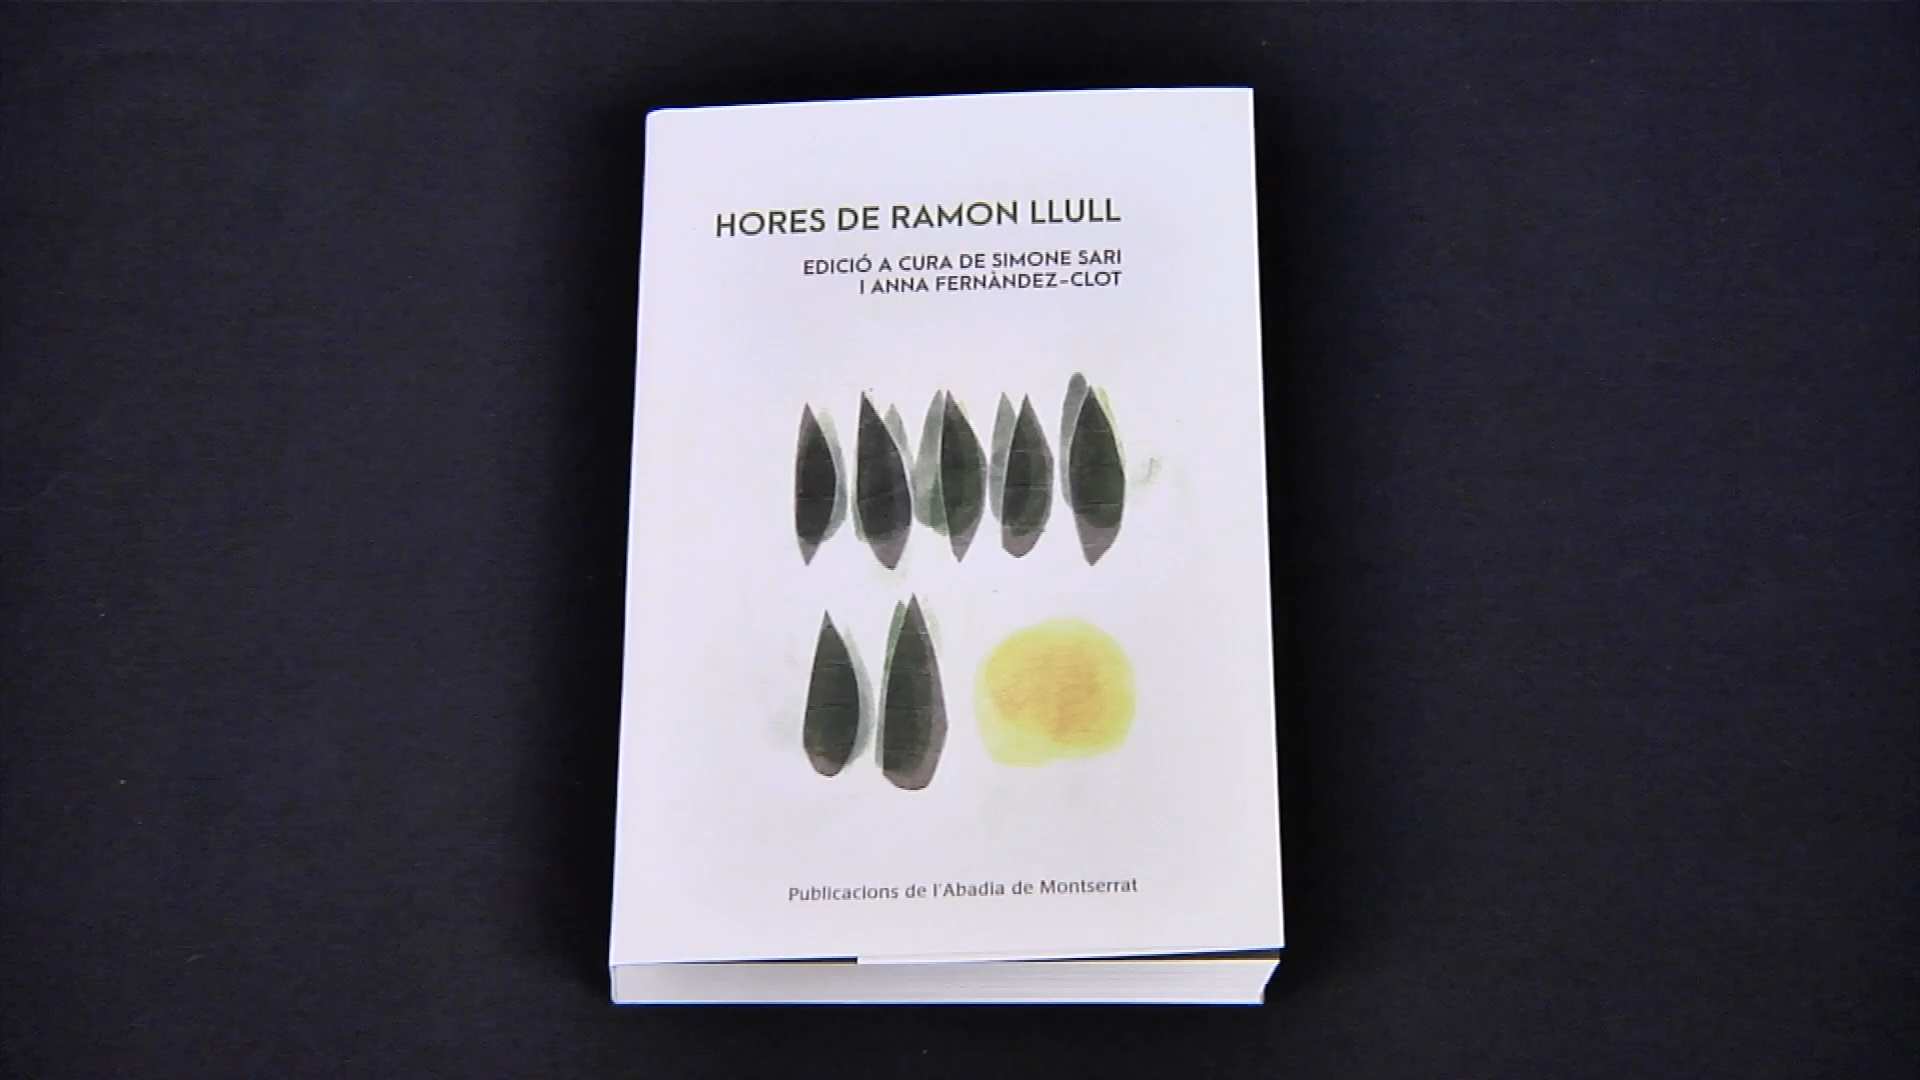 HORES DE RAMON LLULL
EDICIÓ A CURA DE SIMONE SARI
I ANNA FERNÀNDEZ-CLOT
Publicacions de l'Abadia de Montserrat